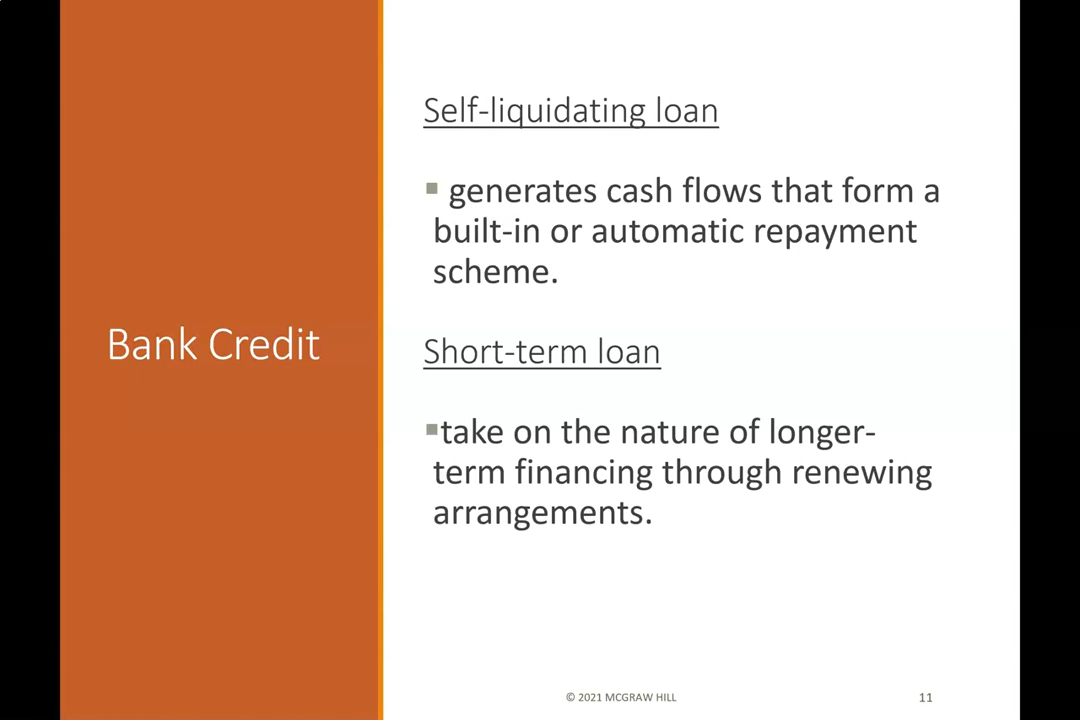 Bank Credit
Self-liquidating loan
▪ generates cash flows that form a
built-in or automatic repayment
scheme.
Short-term loan
▪take on the nature of longer-
term financing through renewing
arrangements.
© 2021 MCGRAW HILL
11